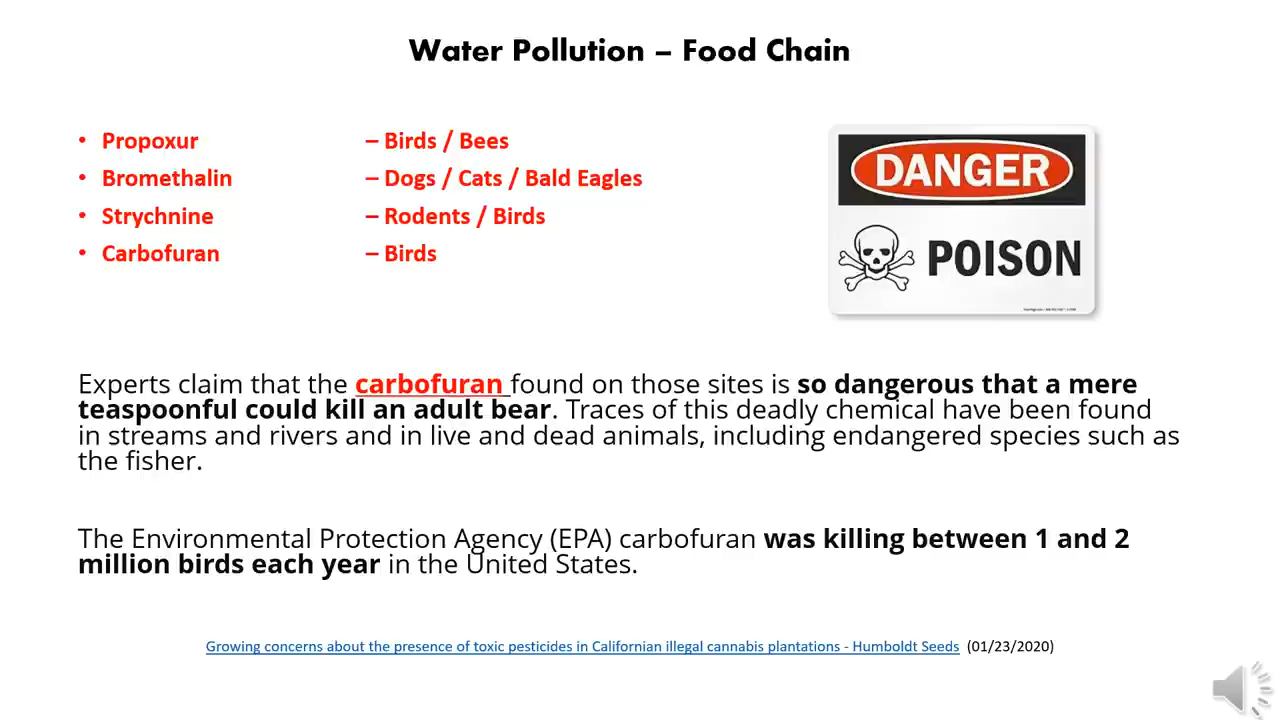 Water Pollution – Food Chain
• Propoxur – Birds / Bees
• Bromethalin – Dogs / Cats / Bald Eagles
• Strychnine – Rodents / Birds
• Carbofuran – Birds
DANGER
POISON
Experts claim that the carbofuran found on those sites is so dangerous that a mere
teaspoonful could kill an adult bear. Traces of this deadly chemical have been found
in streams and rivers and in live and dead animals, including endangered species such as
the fisher.
The Environmental Protection Agency (EPA) carbofuran was killing between 1 and 2
million birds each year in the United States.
Growing concerns about the presence of toxic pesticides in Californian illegal cannabis plantations - Humboldt Seeds (01/23/2020)